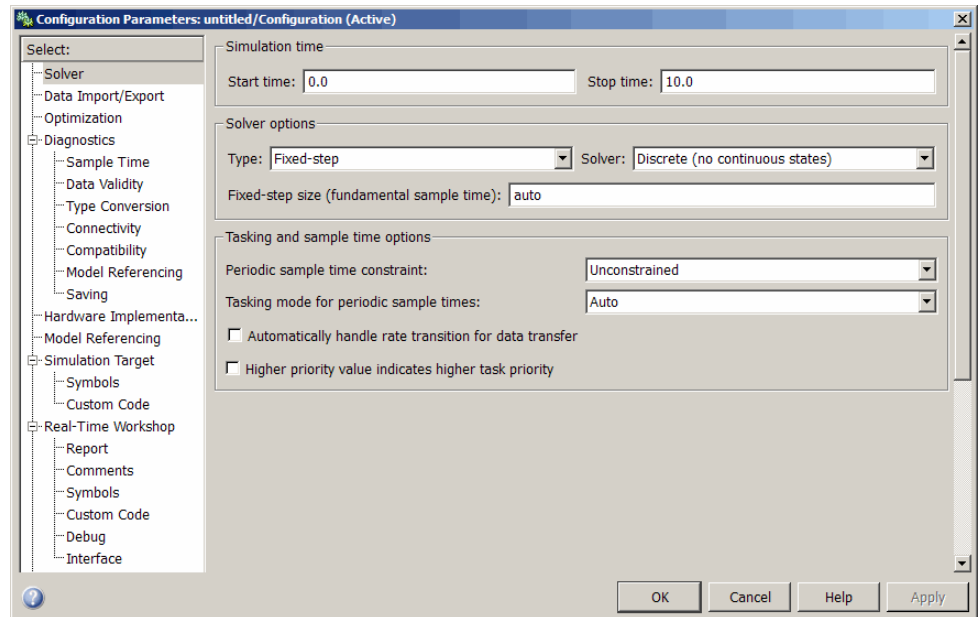 Configuration Parameters: untitled/Configuration (Active)
Select:
Solver
Data Import/Export
Optimization
Diagnostics
Sample Time
Data Validity
Type Conversion
Connectivity
Compatibility
Model Referencing
Saving
Hardware Implementa...
Model Referencing
Simulation Target
Symbols
Custom Code
Real-Time Workshop
Report
Comments
Symbols
Custom Code
Debug
Interface
Simulation time
Start time: 0.0 Stop time: 10.0
Solver options
Type: Fixed-step Solver: Discrete (no continuous states)
Fixed-step size (fundamental sample time): auto
Tasking and sample time options
Periodic sample time constraint: Unconstrained
Tasking mode for periodic sample times: Auto
Automatically handle rate transition for data transfer
Higher priority value indicates higher task priority
OK Cancel Help Apply